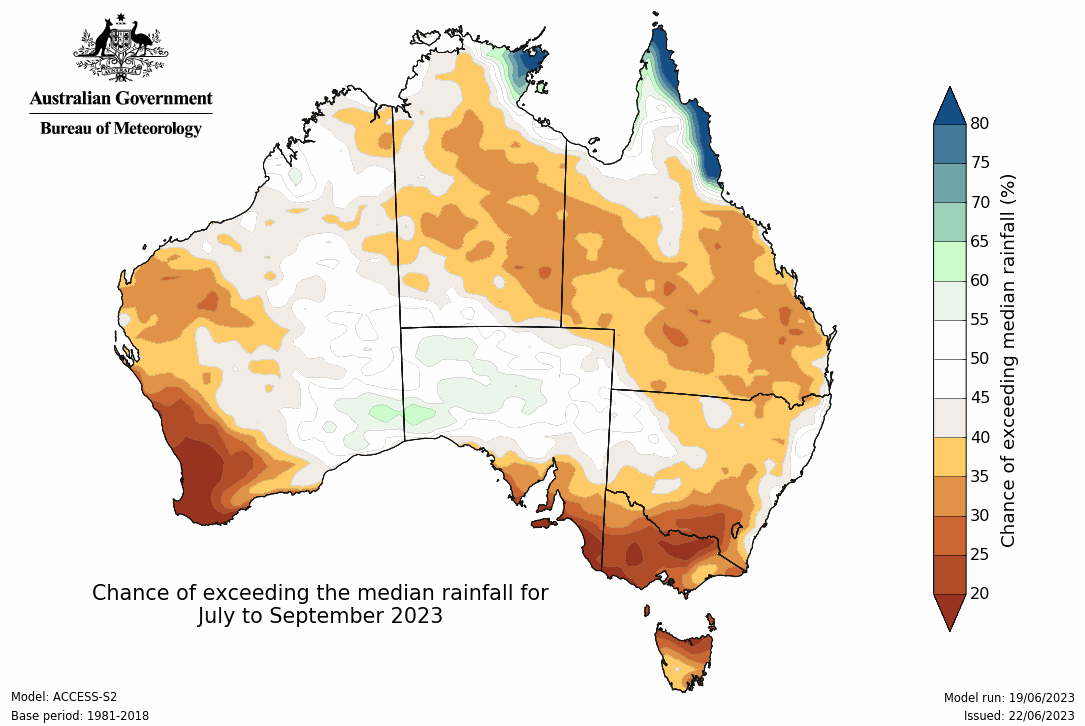 Australian Government
Bureau of Meteorology
80
75
70
65
60
55
50
45
40
35
30
25
20
Chance of exceeding median rainfall (%)
Chance of exceeding the median rainfall for
July to September 2023
Model: ACCESS-S2
Base period: 1981-2018
Model run: 19/06/2023
Issued: 22/06/2023